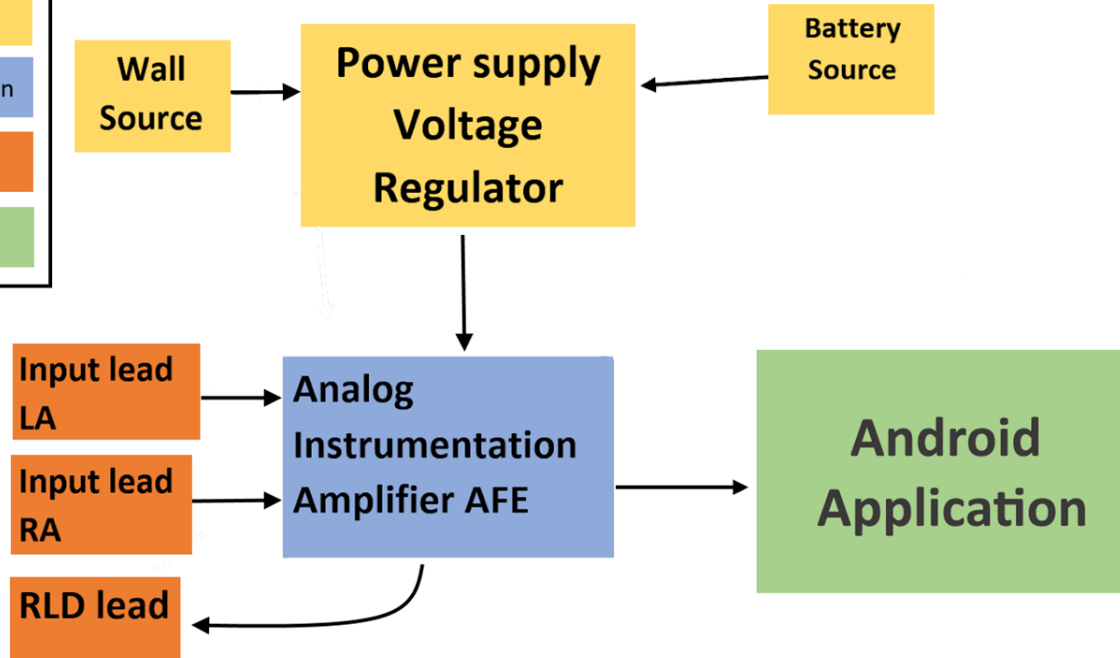 n
Wall
Source
Power supply
Voltage
Regulator
Battery
Source
Input lead
LA
Input lead
RA
RLD lead
Analog
Instrumentation
Amplifier AFE
Android
Application